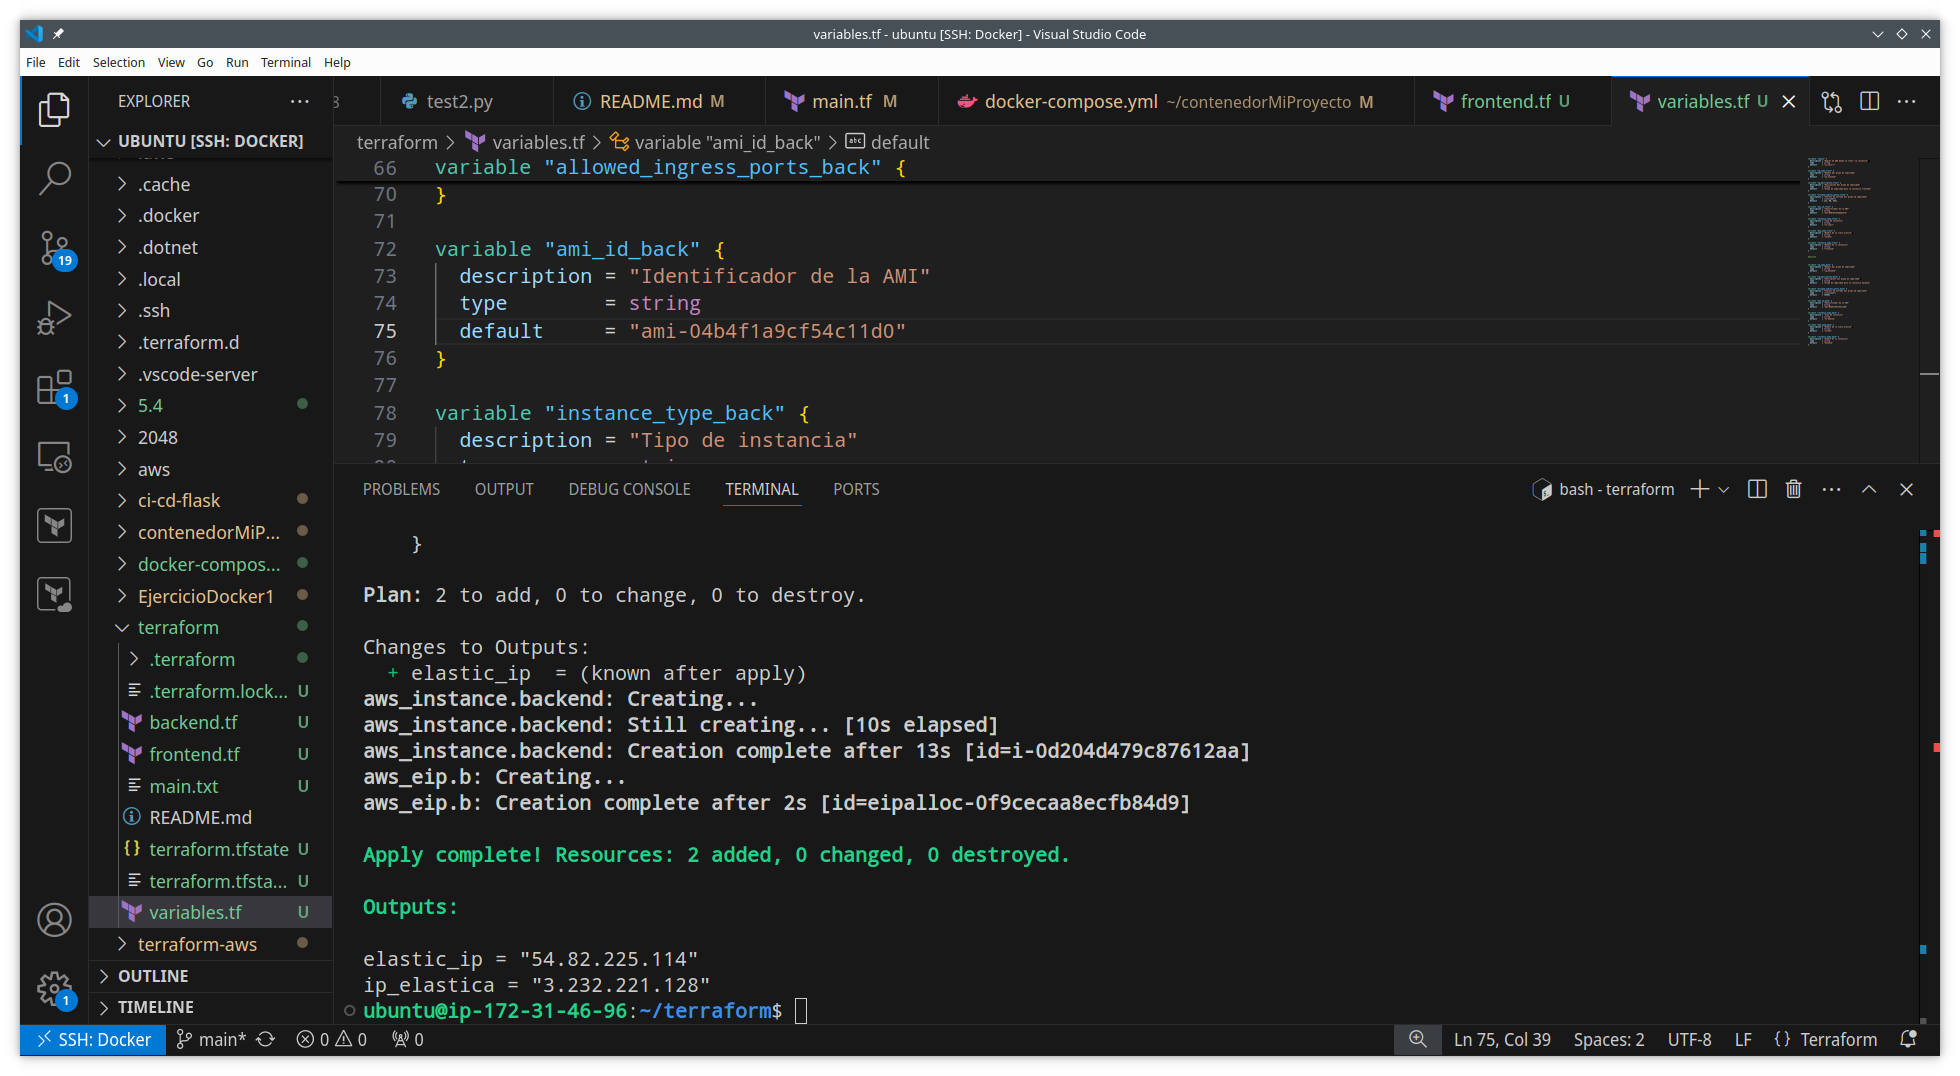 variables.tf - ubuntu [SSH: Docker] - Visual Studio Code
File Edit Selection View Go Run Terminal Help
EXPLORER
UBUNTU [SSH: DOCKER]
.cache
.docker
.dotnet
.local
.ssh
.terraform.d
.vscode-server
5.4
2048
aws
ci-cd-flask
contenedorMiP...
docker-compos...
EjercicioDocker1
terraform
.terraform
.terraform.lock... U
backend.tf U
frontend.tf U
main.txt U
README.md
terraform.tfstate U
terraform.tfsta... U
variables.tf U
terraform-aws
OUTLINE
TIMELINE
19
1
1
test2.py README.md M main.tf M docker-compose.yml ~/contenedorMiProyecto M frontend.tf U variables.tf U
terraform > variables.tf > variable "ami_id_back" > default
66 variable "allowed_ingress_ports_back" {
70 }
71
72 variable "ami_id_back" {
73 description = "Identificador de la AMI"
74 type = string
75 default = "ami-04b4f1a9cf54c11d0"
76 }
77
78 variable "instance_type_back" {
79 description = "Tipo de instancia"
PROBLEMS OUTPUT DEBUG CONSOLE TERMINAL PORTS bash - terraform
}
Plan: 2 to add, 0 to change, 0 to destroy.
Changes to Outputs:
+ elastic_ip = (known after apply)
aws_instance.backend: Creating...
aws_instance.backend: Still creating... [10s elapsed]
aws_instance.backend: Creation complete after 13s [id=i-0d204d479c87612aa]
aws_eip.b: Creating...
aws_eip.b: Creation complete after 2s [id=eipalloc-0f9cecaa8ecfb84d9]
Apply complete! Resources: 2 added, 0 changed, 0 destroyed.
Outputs:
elastic_ip = "54.82.225.114"
ip_elastica = "3.232.221.128"
ubuntu@ip-172-31-46-96:~/terraform$
SSH: Docker main* 0 0 0 Ln 75, Col 39 Spaces: 2 UTF-8 LF {} Terraform